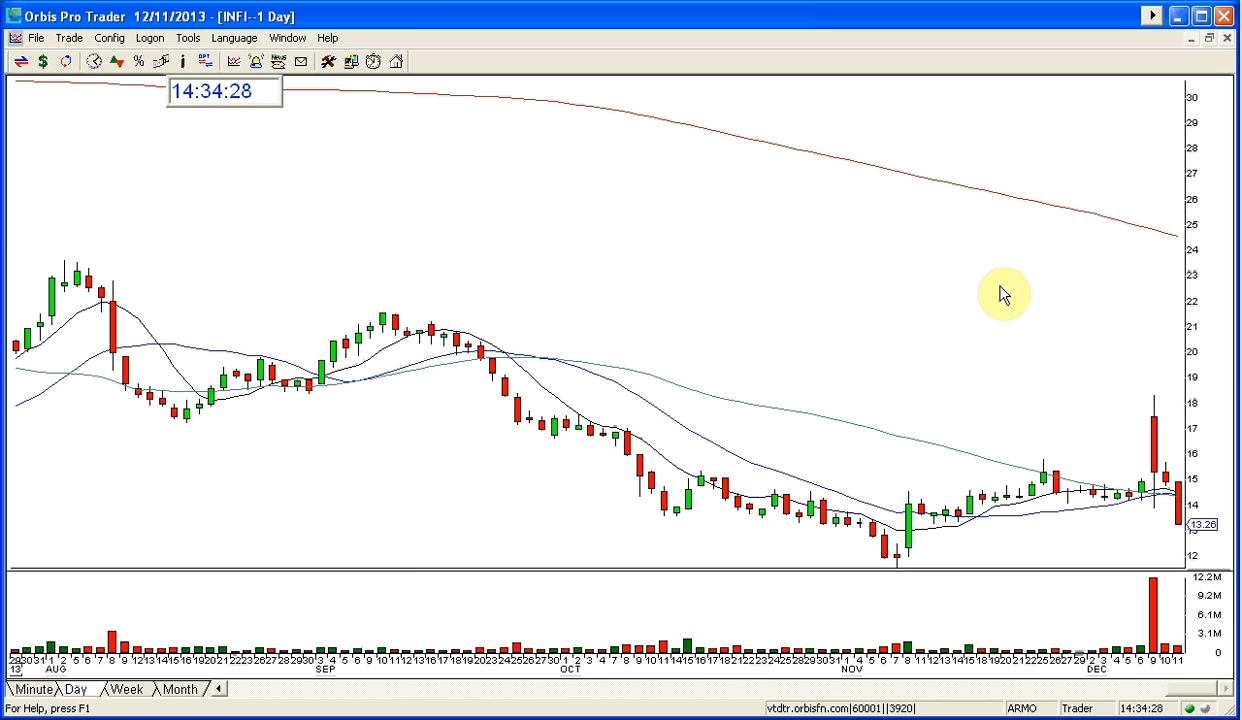 Orbis Pro Trader 12/11/2013 - [INFI--1 Day]
File Trade Config Logon Tools Language Window Help
14:34:28
30
29
28
27
26
25
24
23
22
21
20
19
18
17
16
15
14
13.26
12
12.2M
9.2M
6.1M
3.1M
0
13 AUG SEP OCT NOV DEC
Minute Day Week Month
For Help, press F1 vtdtr.orbisfn.com|60001||3920| ARMO Trader 14:34:28